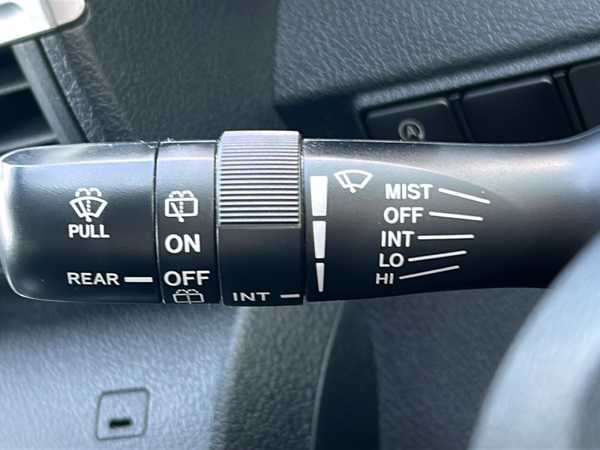 PULL
REAR
ON
OFF
INT
MIST
OFF
INT
LO
HI